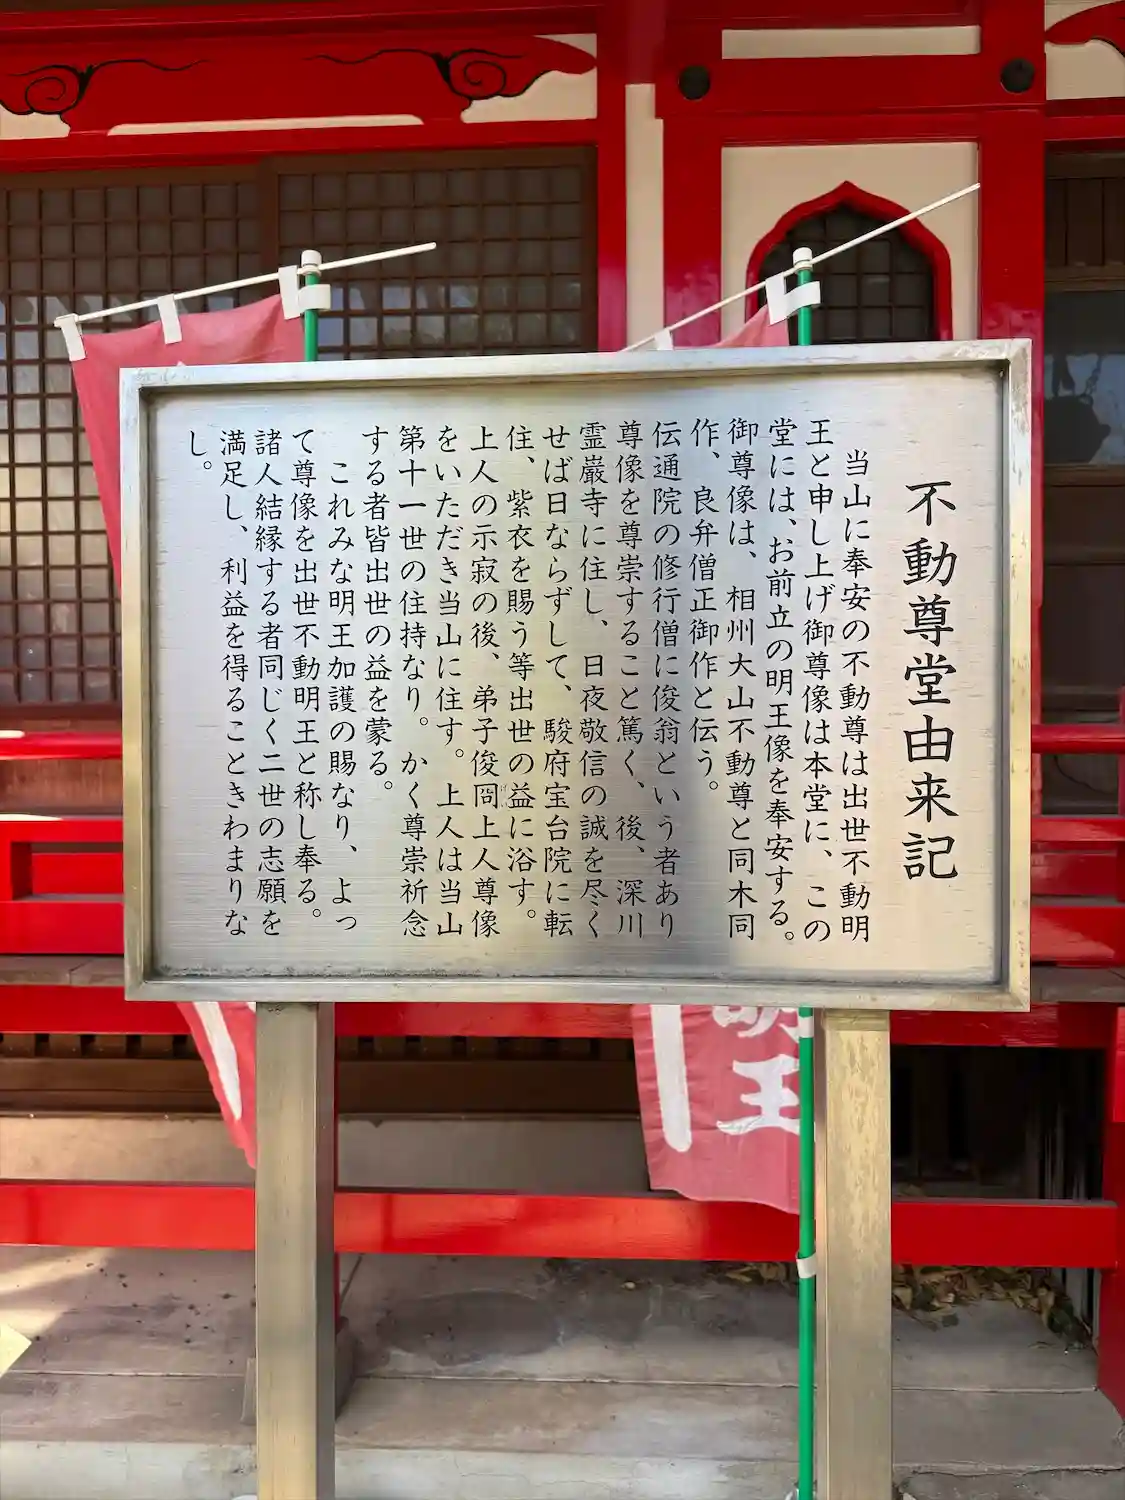 不動尊堂由来記
当山に奉安の不動尊は出世不動明
王と申し上げ御尊像は本堂に、この
堂には、お前立の明王像を奉安する。
御尊像は、相州大山不動尊と同木同
作、良弁僧正御作と伝う。
伝通院の修行僧に俊翁という者あり
尊像を尊崇すること篤く、後、深川
霊巌寺に住し、日夜敬信の誠を尽く
せば日ならずして、駿府宝台院に転
住、紫衣を賜う等出世の益に浴す。
上人の示寂の後、弟子俊冏上人尊像
をいただき当山に住す。上人は当山
第十一世の住持なり。かく尊崇祈念
する者皆出世の益を蒙る。
これみな明王加護の賜なり、よっ
て尊像を出世不動明王と称し奉る。
諸人結縁する者同じく二世の志願を
満足し、利益を得ることきわまりな
し。
明王